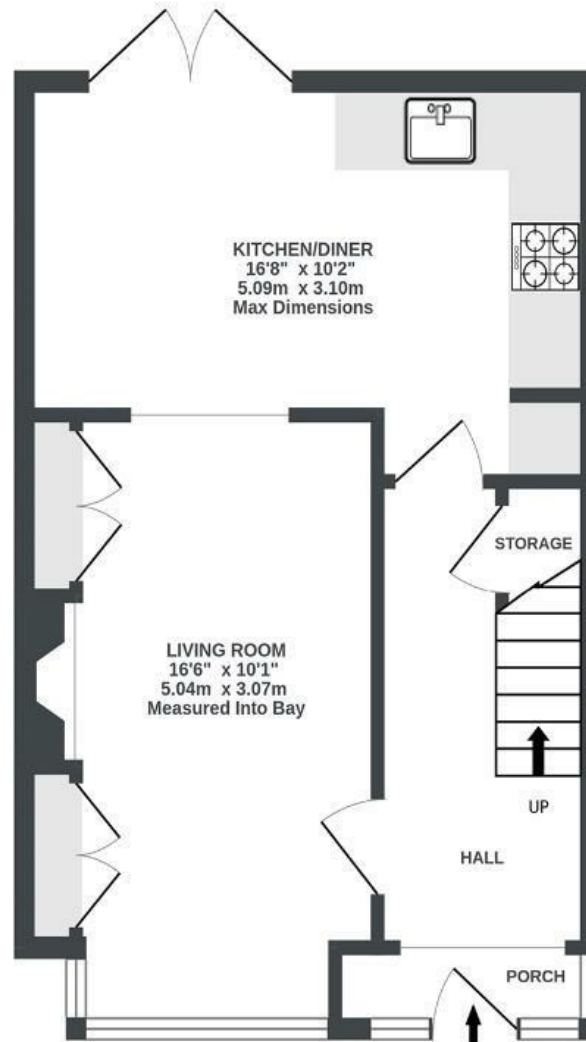 KITCHEN/DINER
16'8" x 10'2"
5.09m x 3.10m
Max Dimensions
STORAGE
LIVING ROOM
16'6" x 10'1"
5.04m x 3.07m
Measured Into Bay
UP
HALL
PORCH